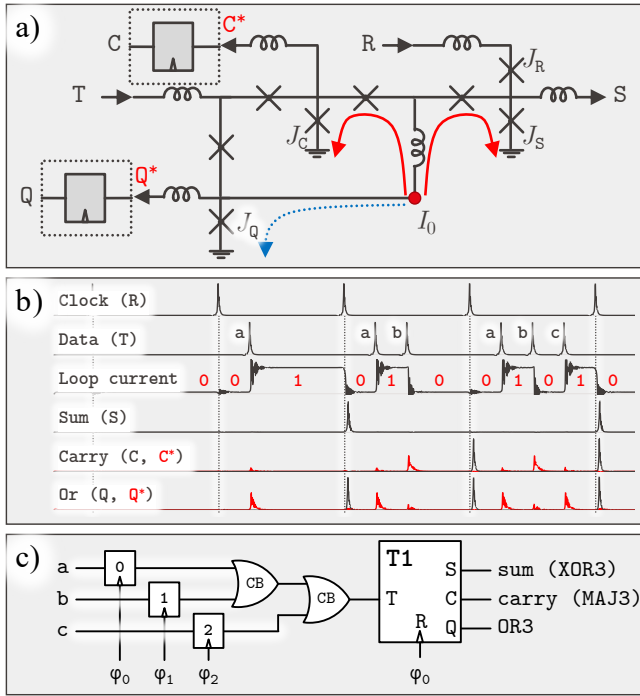 a)
C C* R
J_R
T S
J_C J_S
Q Q*
J_Q I_0
b)
Clock (R)
a a b a b c
Data (T)
Loop current 0 0 1 0 1 0 0 1 0 1 0
Sum (S)
Carry (C, C*)
Or (Q, Q*)
c)
T1
a 0 CB S sum (XOR3)
b 1 CB T C carry (MAJ3)
c 2 R Q OR3
φ0 φ1 φ2 φ0